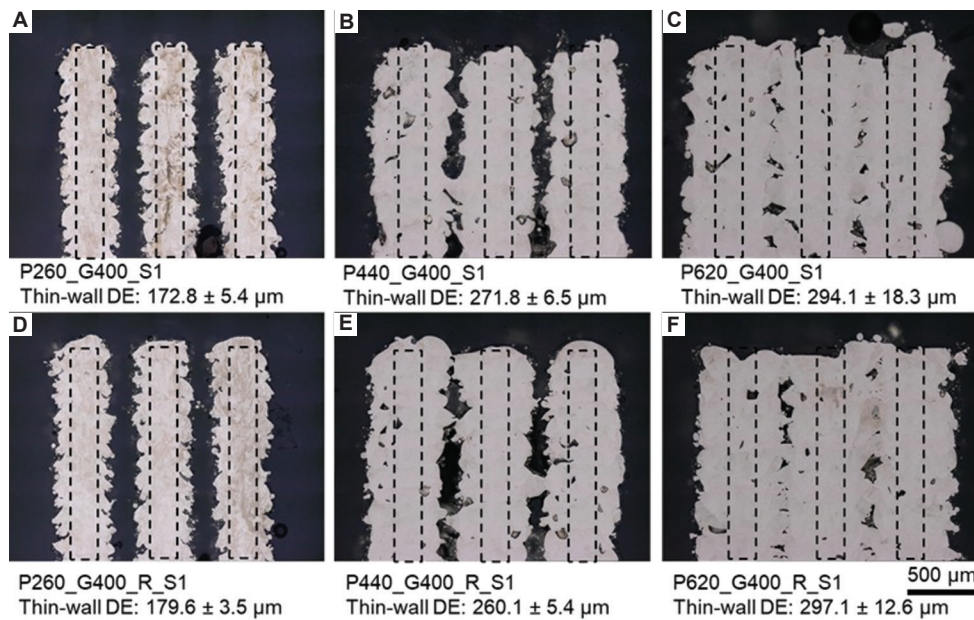 A
B
C
P260_G400_S1
Thin-wall DE: 172.8 ± 5.4 µm
P440_G400_S1
Thin-wall DE: 271.8 ± 6.5 µm
P620_G400_S1
Thin-wall DE: 294.1 ± 18.3 µm
D
E
F
P260_G400_R_S1
Thin-wall DE: 179.6 ± 3.5 µm
P440_G400_R_S1
Thin-wall DE: 260.1 ± 5.4 µm
P620_G400_R_S1
Thin-wall DE: 297.1 ± 12.6 µm
500 µm